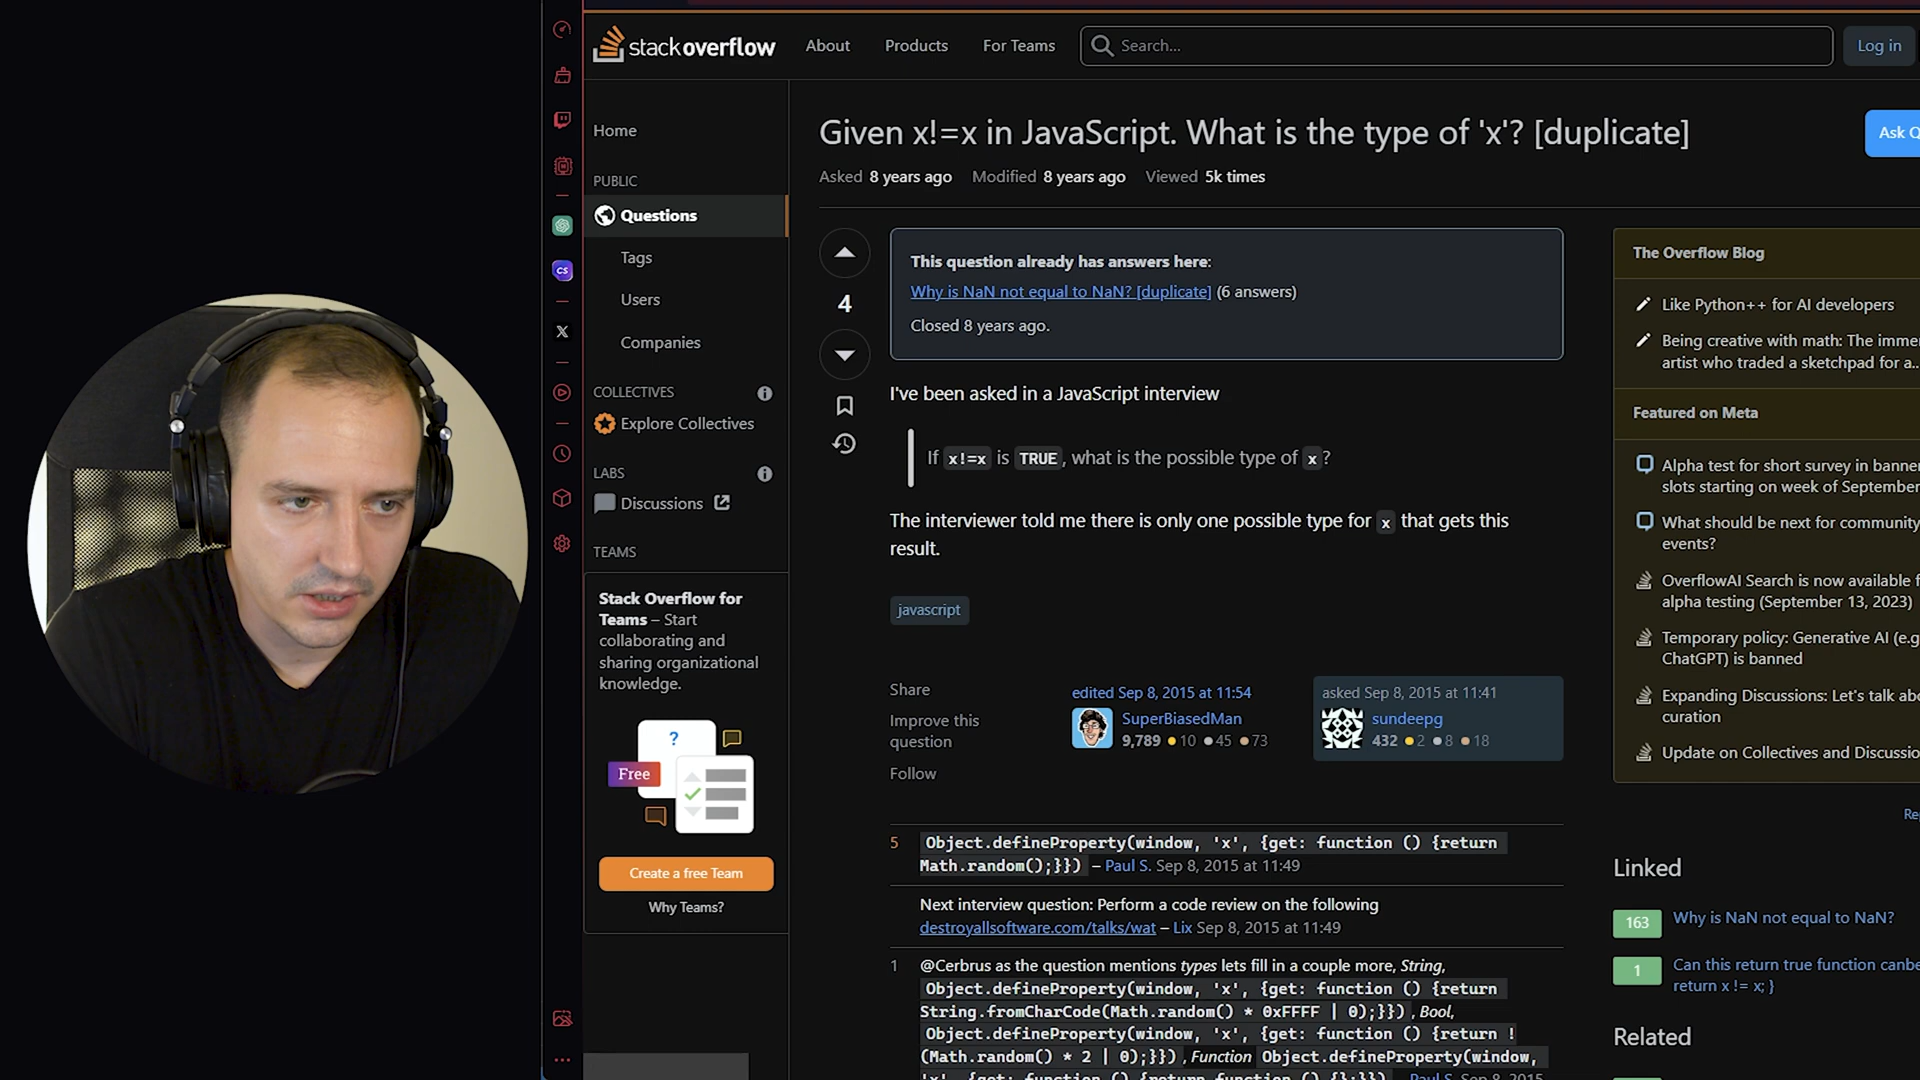 stackoverflow
About
Products
For Teams
Search...
Log in
Home
PUBLIC
Questions
Tags
Users
Companies
COLLECTIVES
Explore Collectives
LABS
Discussions
TEAMS
Stack Overflow for
Teams – Start
collaborating and
sharing organizational
knowledge.
?
Free
Create a free Team
Why Teams?
CS
Given x!=x in JavaScript. What is the type of 'x'? [duplicate]
Ask Q
Asked 8 years ago Modified 8 years ago Viewed 5k times
4
This question already has answers here:
Why is NaN not equal to NaN? [duplicate] (6 answers)
Closed 8 years ago.
I've been asked in a JavaScript interview
If x!=x is TRUE, what is the possible type of x?
The interviewer told me there is only one possible type for x that gets this
result.
javascript
Share
Improve this
question
Follow
edited Sep 8, 2015 at 11:54
SuperBiasedMan
9,789 10 45 73
asked Sep 8, 2015 at 11:41
sundeepg
432 2 8 18
5 Object.defineProperty(window, 'x', {get: function () {return
Math.random();}}) – Paul S. Sep 8, 2015 at 11:49
Next interview question: Perform a code review on the following
destroyallsoftware.com/talks/wat – Lix Sep 8, 2015 at 11:49
1 @Cerbrus as the question mentions types lets fill in a couple more, String,
Object.defineProperty(window, 'x', {get: function () {return
String.fromCharCode(Math.random() * 0xFFFF | 0);}}) , Bool,
Object.defineProperty(window, 'x', {get: function () {return !
(Math.random() * 2 | 0);}}) , Function Object.defineProperty(window,
'x', {get: function () {return function () {};}}) – Paul S. Sep 8, 2015
The Overflow Blog
Like Python++ for AI developers
Being creative with math: The imme
artist who traded a sketchpad for a...
Featured on Meta
Alpha test for short survey in banner
slots starting on week of September
What should be next for community
events?
OverflowAI Search is now available f
alpha testing (September 13, 2023)
Temporary policy: Generative AI (e.g
ChatGPT) is banned
Expanding Discussions: Let's talk abo
curation
Update on Collectives and Discussio
Re
Linked
163 Why is NaN not equal to NaN?
1 Can this return true function canbe
return x != x; }
Related